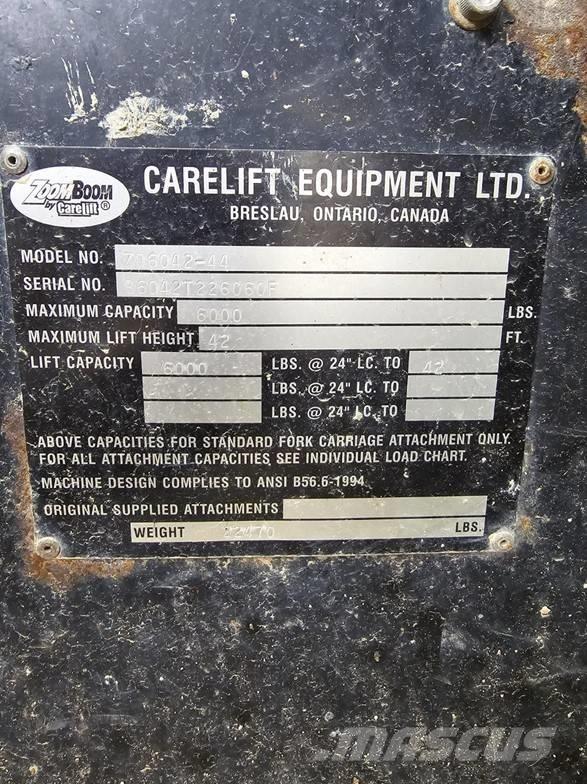 ZOOMBOOM
by Carelift®
CARELIFT EQUIPMENT LTD.
BRESLAU, ONTARIO, CANADA
MODEL NO.
SERIAL NO.
MAXIMUM CAPACITY 6000 LBS.
MAXIMUM LIFT HEIGHT 42 FT.
LIFT CAPACITY 6000 LBS. @ 24" LC. TO 42
LBS. @ 24" LC. TO
LBS. @ 24" LC. TO
ABOVE CAPACITIES FOR STANDARD FORK CARRIAGE ATTACHMENT ONLY.
FOR ALL ATTACHMENT CAPACITIES SEE INDIVIDUAL LOAD CHART.
MACHINE DESIGN COMPLIES TO ANSI B56.6-1994
ORIGINAL SUPPLIED ATTACHMENTS
WEIGHT LBS.
MASCUS